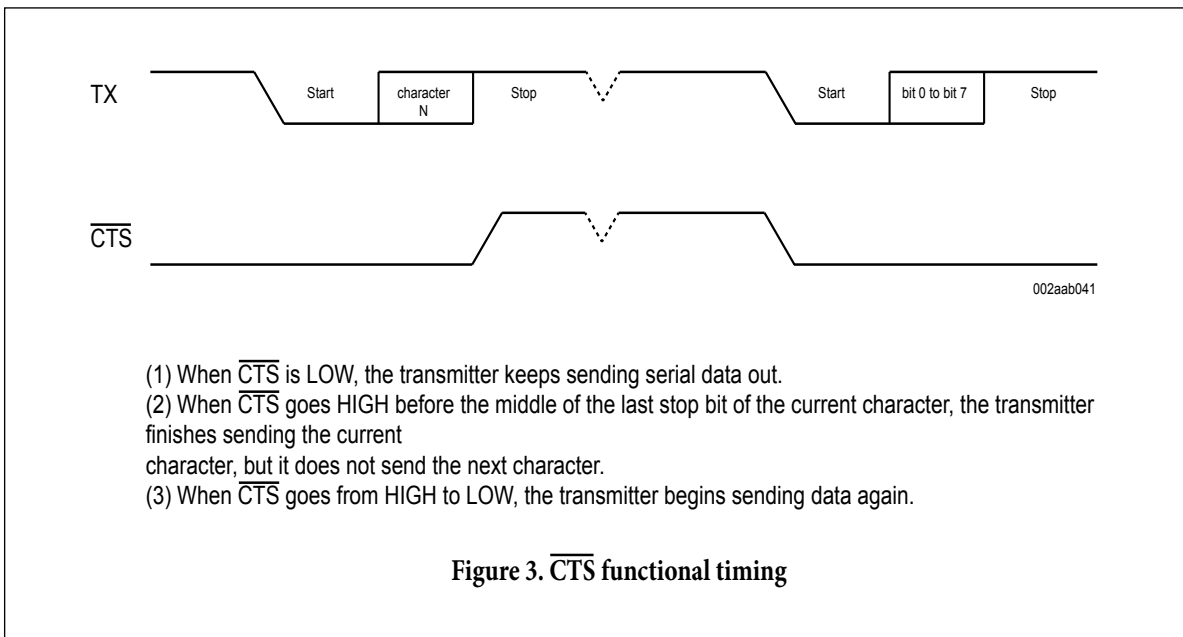 TX
Start
character
N
Stop
Start
bit 0 to bit 7
Stop
CTS
002aab041
(1) When CTS is LOW, the transmitter keeps sending serial data out.
(2) When CTS goes HIGH before the middle of the last stop bit of the current character, the transmitter
finishes sending the current
character, but it does not send the next character.
(3) When CTS goes from HIGH to LOW, the transmitter begins sending data again.
Figure 3. CTS functional timing